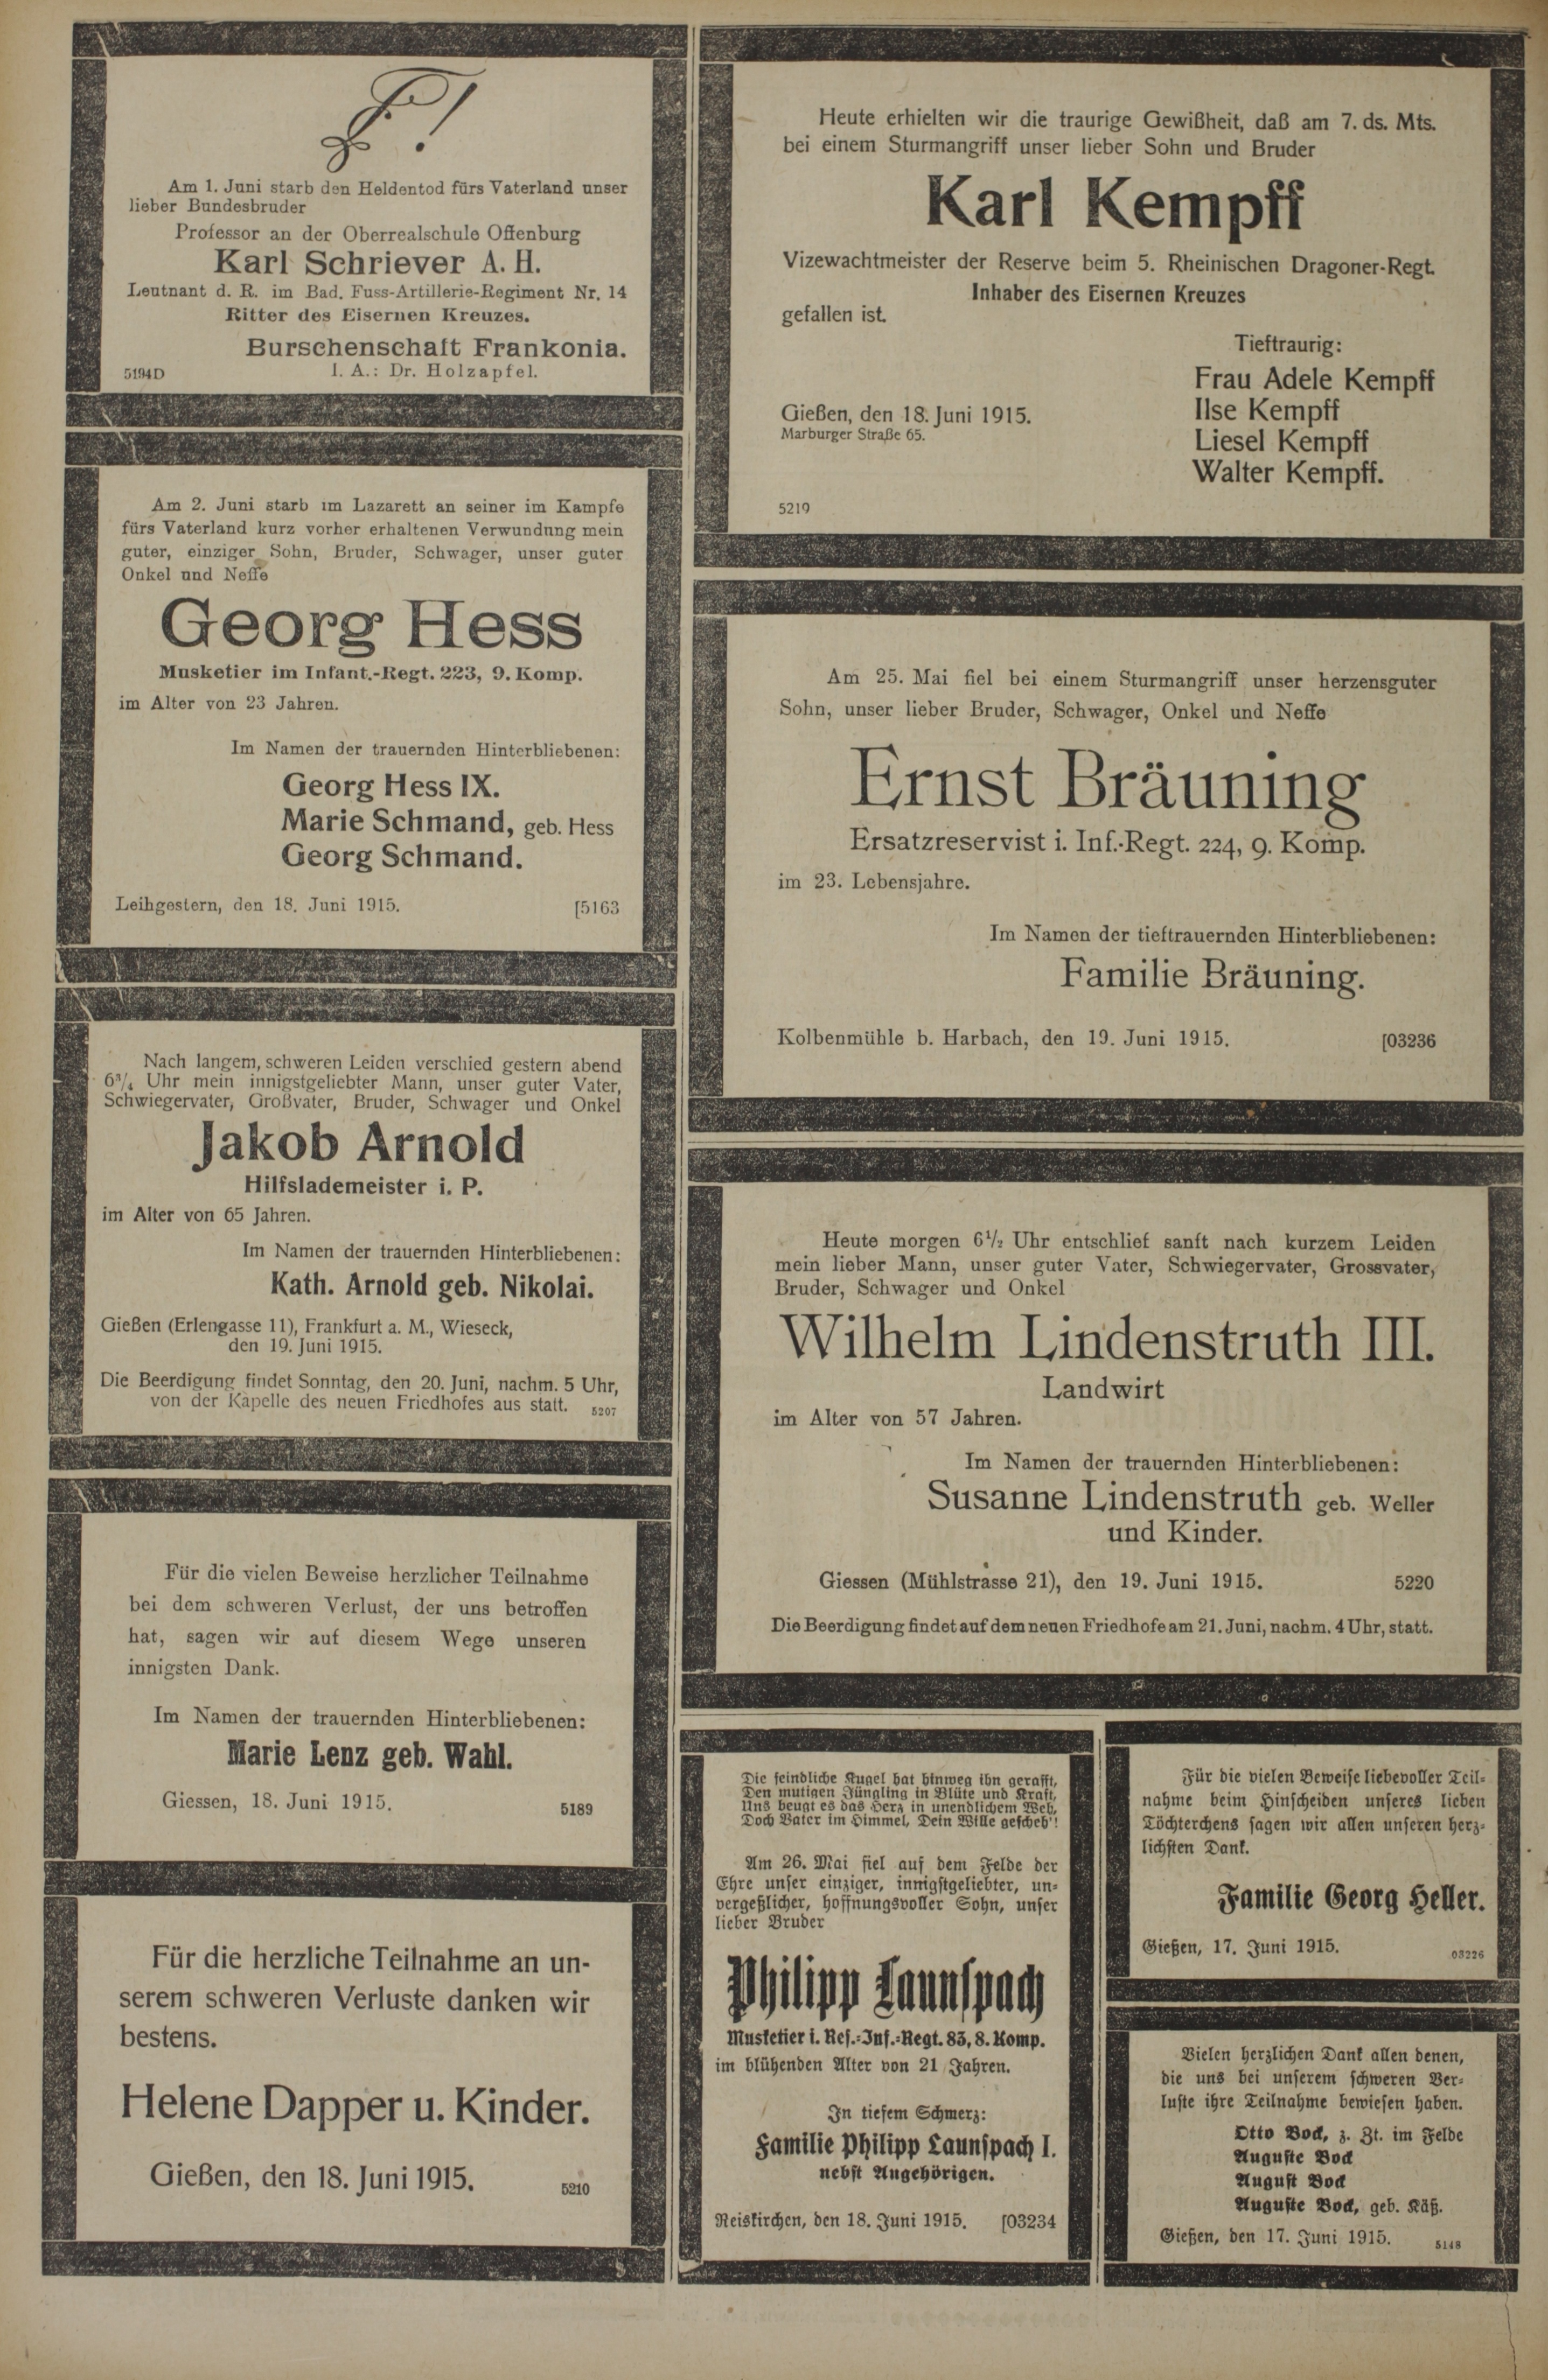 Am 1. Juni starb den Heldentod fürs Vaterland unser
lieber Bundesbruder
Professor an der Oberrealschule Offenburg
Karl Schriever A. H.
Leutnant d. R. im Bad. Fuss-Artillerie-Regiment Nr. 14
Ritter des Eisernen Kreuzes.
Burschenschaft Frankonia.
5194D I. A.: Dr. Holzapfel.
Am 2. Juni starb im Lazarett an seiner im Kampfe
fürs Vaterland kurz vorher erhaltenen Verwundung mein
guter, einziger Sohn, Bruder, Schwager, unser guter
Onkel und Neffe
Georg Hess
Musketier im Infant.-Regt. 223, 9. Komp.
im Alter von 23 Jahren.
Im Namen der trauernden Hinterbliebenen:
Georg Hess IX.
Marie Schmand, geb. Hess
Georg Schmand.
Leihgestern, den 18. Juni 1915. [5163
Nach langem, schweren Leiden verschied gestern abend
6¾ Uhr mein innigstgeliebter Mann, unser guter Vater,
Schwiegervater, Großvater, Bruder, Schwager und Onkel
Jakob Arnold
Hilfslademeister i. P.
im Alter von 65 Jahren.
Im Namen der trauernden Hinterbliebenen:
Kath. Arnold geb. Nikolai.
Gießen (Erlengasse 11), Frankfurt a. M., Wieseck,
den 19. Juni 1915.
Die Beerdigung findet Sonntag, den 20. Juni, nachm. 5 Uhr,
von der Kapelle des neuen Friedhofes aus statt. 5207
Für die vielen Beweise herzlicher Teilnahme
bei dem schweren Verlust, der uns betroffen
hat, sagen wir auf diesem Wege unseren
innigsten Dank.
Im Namen der trauernden Hinterbliebenen:
Marie Lenz geb. Wahl.
Giessen, 18. Juni 1915. 5189
Für die herzliche Teilnahme an un-
serem schweren Verluste danken wir
bestens.
Helene Dapper u. Kinder.
Gießen, den 18. Juni 1915. 5210
Heute erhielten wir die traurige Gewißheit, daß am 7. ds. Mts.
bei einem Sturmangriff unser lieber Sohn und Bruder
Karl Kempff
Vizewachtmeister der Reserve beim 5. Rheinischen Dragoner-Regt.
Inhaber des Eisernen Kreuzes
gefallen ist.
Tieftraurig:
Frau Adele Kempff
Ilse Kempff
Liesel Kempff
Walter Kempff.
Gießen, den 18. Juni 1915.
Marburger Straße 65.
5219
Am 25. Mai fiel bei einem Sturmangriff unser herzensguter
Sohn, unser lieber Bruder, Schwager, Onkel und Neffe
Ernst Bräuning
Ersatzreservist i. Inf.-Regt. 224, 9. Komp.
im 23. Lebensjahre.
Im Namen der tieftrauernden Hinterbliebenen:
Familie Bräuning.
Kolbenmühle b. Harbach, den 19. Juni 1915. [03236
Heute morgen 6½ Uhr entschlief sanft nach kurzem Leiden
mein lieber Mann, unser guter Vater, Schwiegervater, Grossvater,
Bruder, Schwager und Onkel
Wilhelm Lindenstruth III.
Landwirt
im Alter von 57 Jahren.
Im Namen der trauernden Hinterbliebenen:
Susanne Lindenstruth geb. Weller
und Kinder.
Giessen (Mühlstrasse 21), den 19. Juni 1915. 5220
Die Beerdigung findet auf dem neuen Friedhofe am 21. Juni, nachm. 4 Uhr, statt.
Die feindliche Kugel hat hinweg ihn gerafft,
Den mutigen Jüngling in Blüte und Kraft,
Uns beugt es das Herz in unendlichem Weh,
Doch Vater im Himmel, Dein Wille gescheh'!
Am 26. Mai fiel auf dem Felde der
Ehre unser einziger, innigstgeliebter, un-
vergeßlicher, hoffnungsvoller Sohn, unser
lieber Bruder
Philipp Launspach
Musketier i. Res.-Inf.-Regt. 83, 8. Komp.
im blühenden Alter von 21 Jahren.
In tiefem Schmerz:
Familie Philipp Launspach I.
nebst Angehörigen.
Reiskirchen, den 18. Juni 1915. [03234
Für die vielen Beweise liebevoller Teil-
nahme beim Hinscheiden unseres lieben
Töchterchens sagen wir allen unseren herz-
lichsten Dank.
Familie Georg Heller.
Gießen, 17. Juni 1915. 03226
Vielen herzlichen Dank allen denen,
die uns bei unserem schweren Ver-
luste ihre Teilnahme bewiesen haben.
Otto Bock, z. Zt. im Felde
Auguste Bock
August Bock
Auguste Bock, geb. Käß.
Gießen, den 17. Juni 1915. 5148